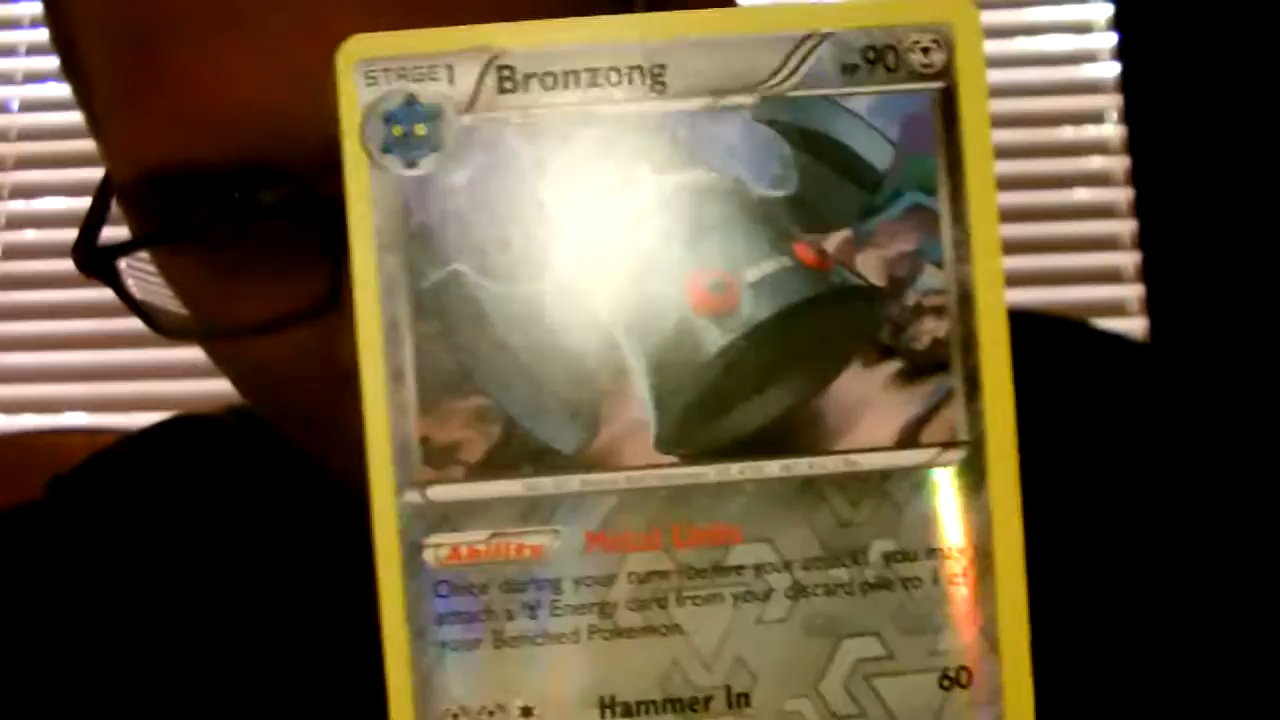 STAGE1 Bronzong HP90
Ability Metal Links
Once during your turn (before your attack), you may
attach a Energy card from your discard pile to 1 of
your Benched Pokémon.
Hammer In 60